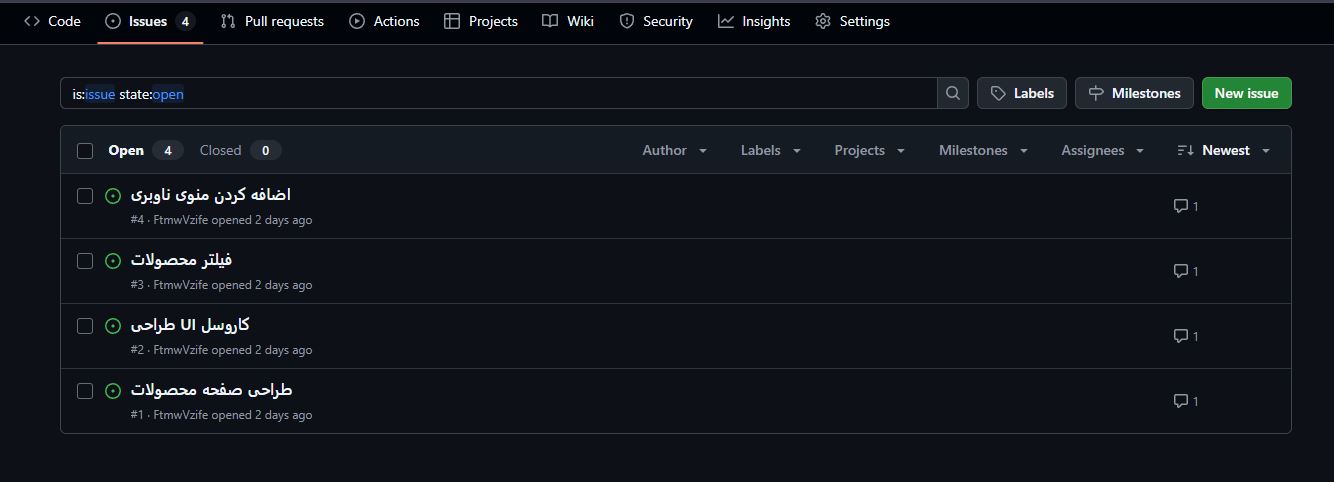 Code Issues 4 Pull requests Actions Projects Wiki Security Insights Settings
is:issue state:open Labels Milestones New issue
Open 4 Closed 0 Author Labels Projects Milestones Assignees Newest
اضافه کردن منوی ناوبری
#4 · FtmwVzife opened 2 days ago 1
فیلتر محصولات
#3 · FtmwVzife opened 2 days ago 1
طراحی UI کاروسل
#2 · FtmwVzife opened 2 days ago 1
طراحی صفحه محصولات
#1 · FtmwVzife opened 2 days ago 1